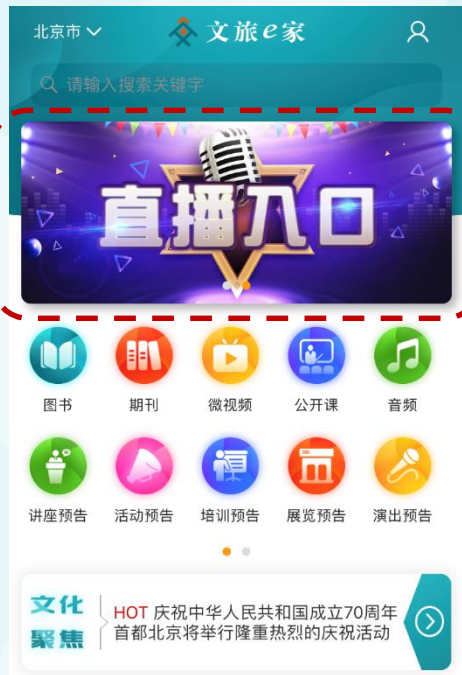 北京市
文旅e家
请输入搜索关键字
直播入口
图书
期刊
微视频
公开课
音频
讲座预告
活动预告
培训预告
展览预告
演出预告
文化
聚焦
HOT 庆祝中华人民共和国成立70周年
首都北京将举行隆重热烈的庆祝活动